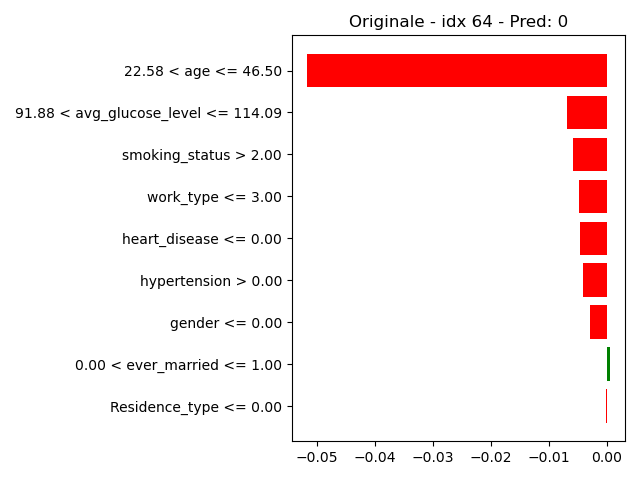 Originale - idx 64 - Pred: 0
22.58 < age <= 46.50
91.88 < avg_glucose_level <= 114.09
smoking_status > 2.00
work_type <= 3.00
heart_disease <= 0.00
hypertension > 0.00
gender <= 0.00
0.00 < ever_married <= 1.00
Residence_type <= 0.00
−0.05 −0.04 −0.03 −0.02 −0.01 0.00